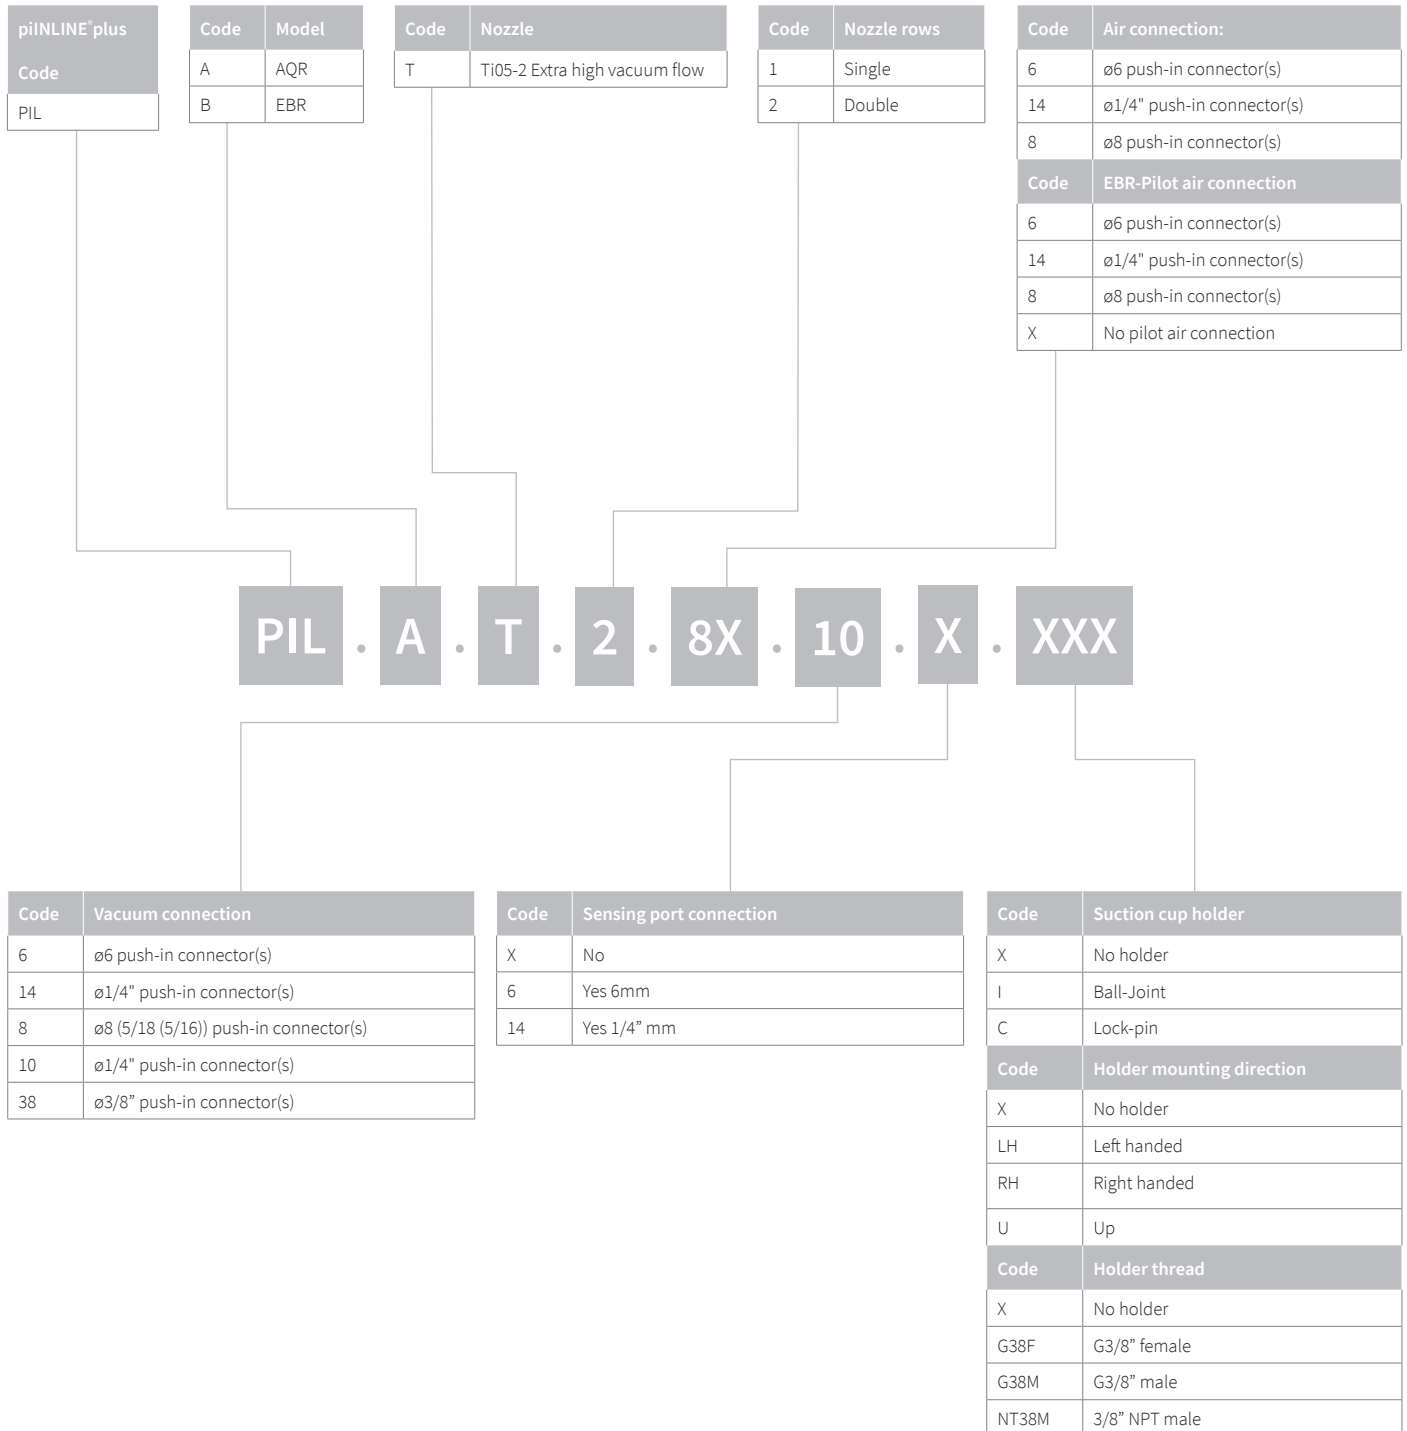 piINLINE®plus
Code
PIL
Code Model
A AQR
B EBR
Code Nozzle
T Ti05-2 Extra high vacuum flow
Code Nozzle rows
1 Single
2 Double
Code Air connection:
6 ø6 push-in connector(s)
14 ø1/4" push-in connector(s)
8 ø8 push-in connector(s)
Code EBR-Pilot air connection
6 ø6 push-in connector(s)
14 ø1/4" push-in connector(s)
8 ø8 push-in connector(s)
X No pilot air connection
PIL . A . T . 2 . 8X . 10 . X . XXX
Code Vacuum connection
6 ø6 push-in connector(s)
14 ø1/4" push-in connector(s)
8 ø8 (5/18 (5/16)) push-in connector(s)
10 ø1/4" push-in connector(s)
38 ø3/8” push-in connector(s)
Code Sensing port connection
X No
6 Yes 6mm
14 Yes 1/4” mm
Code Suction cup holder
X No holder
I Ball-Joint
C Lock-pin
Code Holder mounting direction
X No holder
LH Left handed
RH Right handed
U Up
Code Holder thread
X No holder
G38F G3/8” female
G38M G3/8” male
NT38M 3/8” NPT male